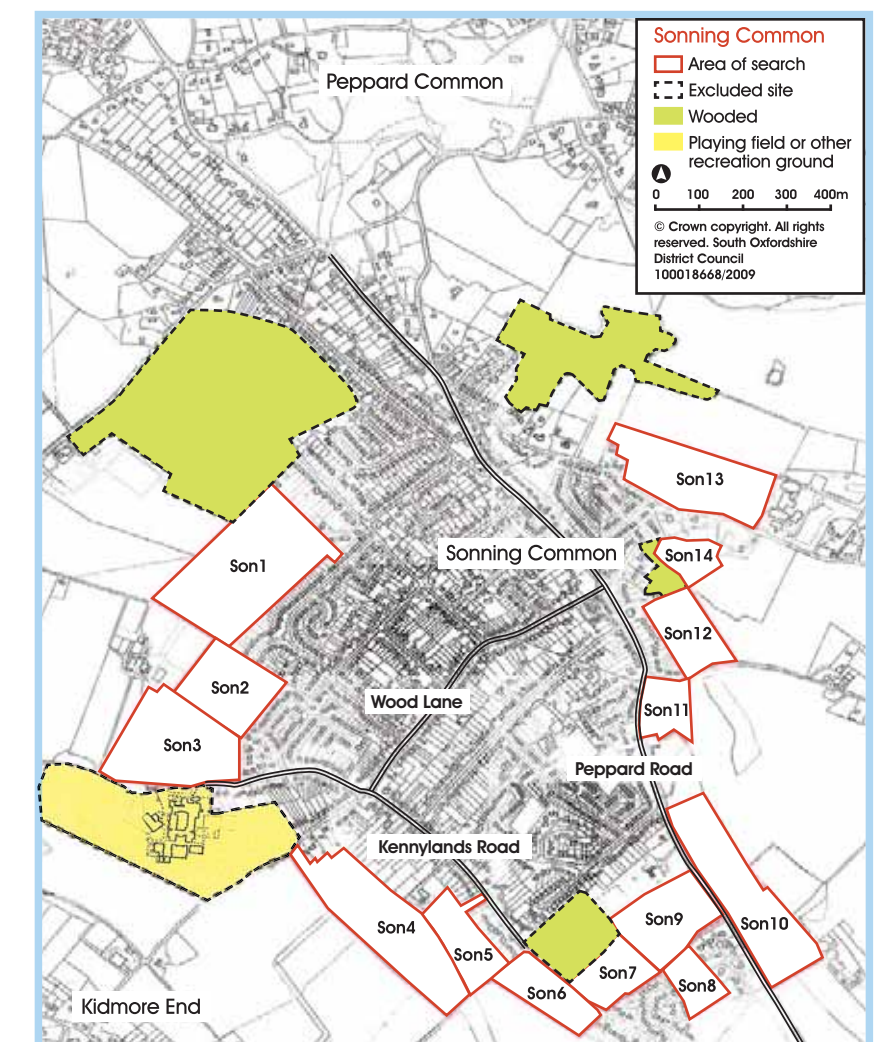 Peppard Common
Sonning Common
Area of search
Excluded site
Wooded
Playing field or other
recreation ground
0 100 200 300 400m
© Crown copyright. All rights
reserved. South Oxfordshire
District Council
100018668/2009
Son13
Sonning Common
Son14
Son1
Son12
Son2
Wood Lane
Son11
Son3
Peppard Road
Kennylands Road
Son4
Son9
Son10
Son5
Son7
Son8
Son6
Kidmore End